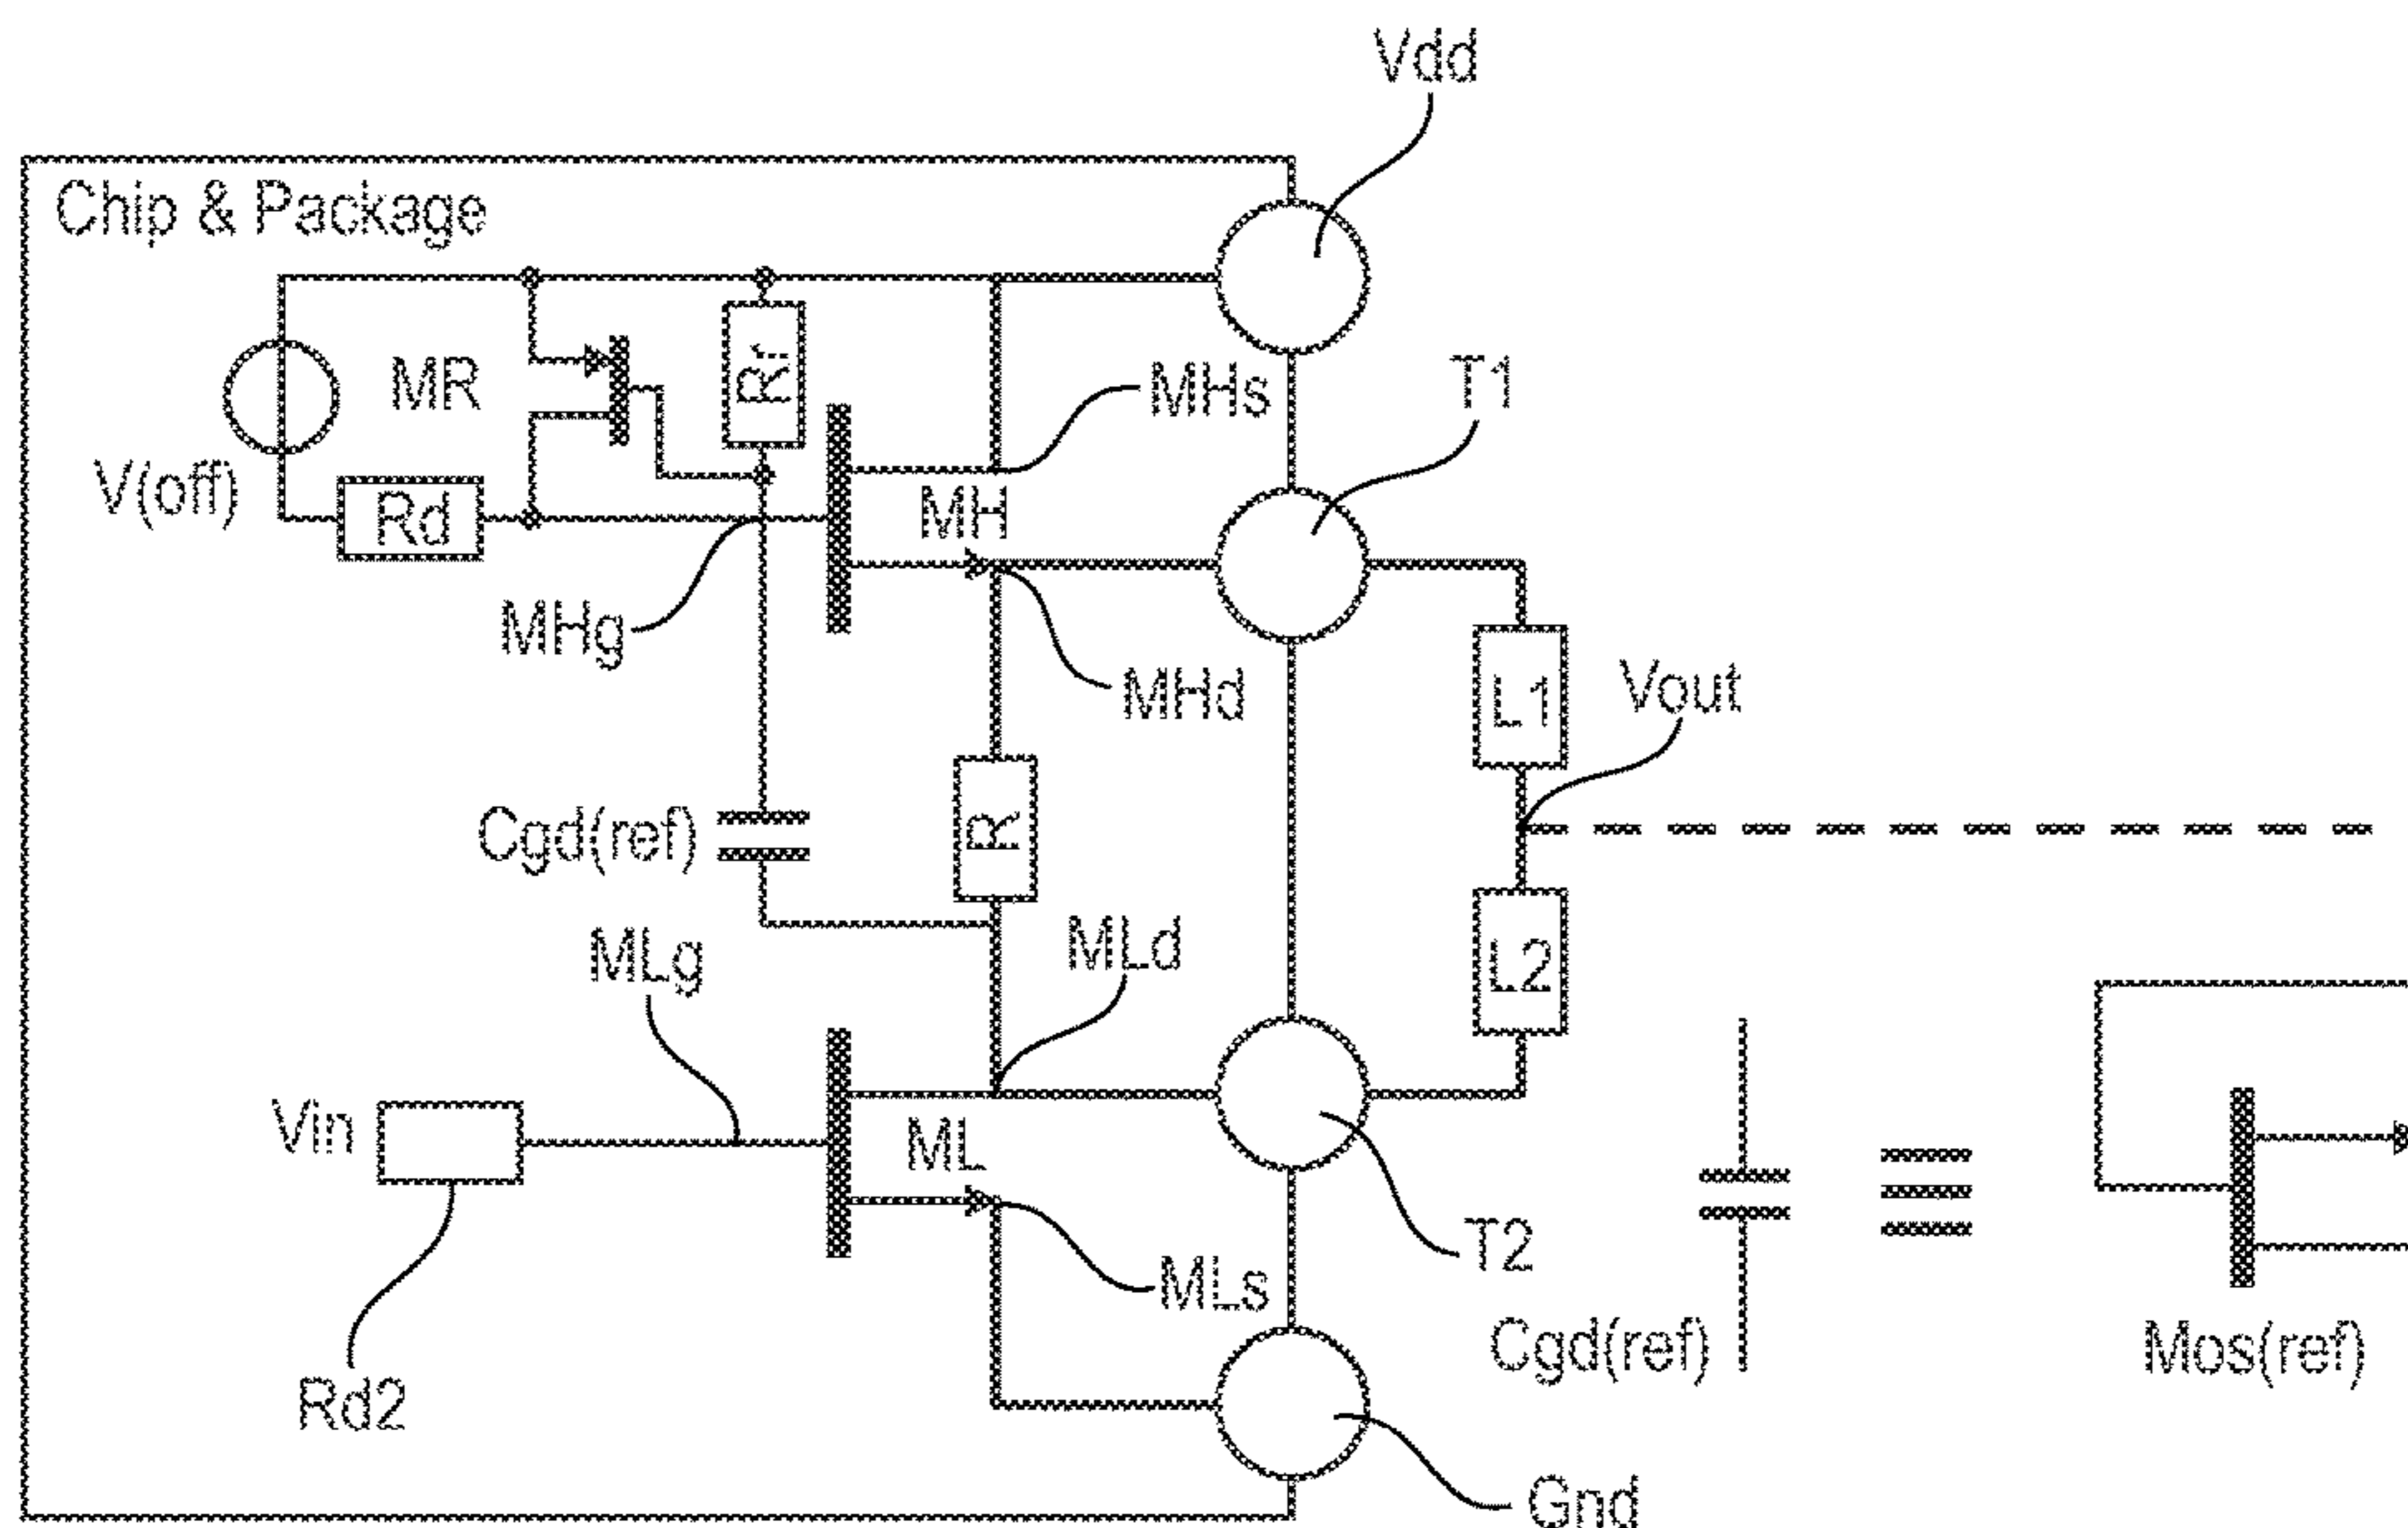 Vdd
Chip & Package
MR
Rr
MHs
T1
V(off)
Rd
MH
MHg
MHd
L1
Vout
Cgd(ref)
R
MLg
MLd
L2
Vin
ML
T2
MLs
Cgd(ref)
Mos(ref)
Rd2
Gnd